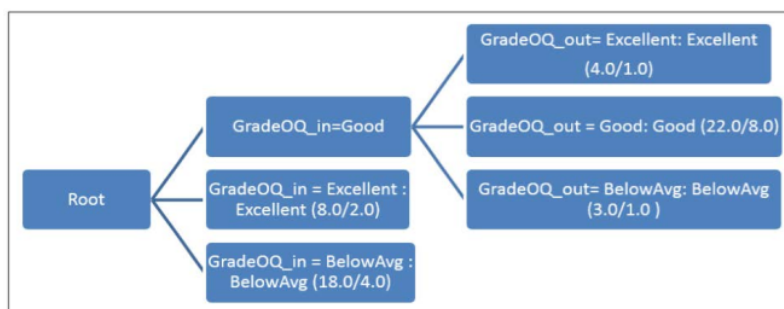 Root
GradeOQ_in=Good
GradeOQ_in = Excellent :
Excellent (8.0/2.0)
GradeOQ_in = BelowAvg :
BelowAvg (18.0/4.0)
GradeOQ_out= Excellent: Excellent
(4.0/1.0)
GradeOQ_out = Good: Good (22.0/8.0)
GradeOQ_out= BelowAvg: BelowAvg
(3.0/1.0 )